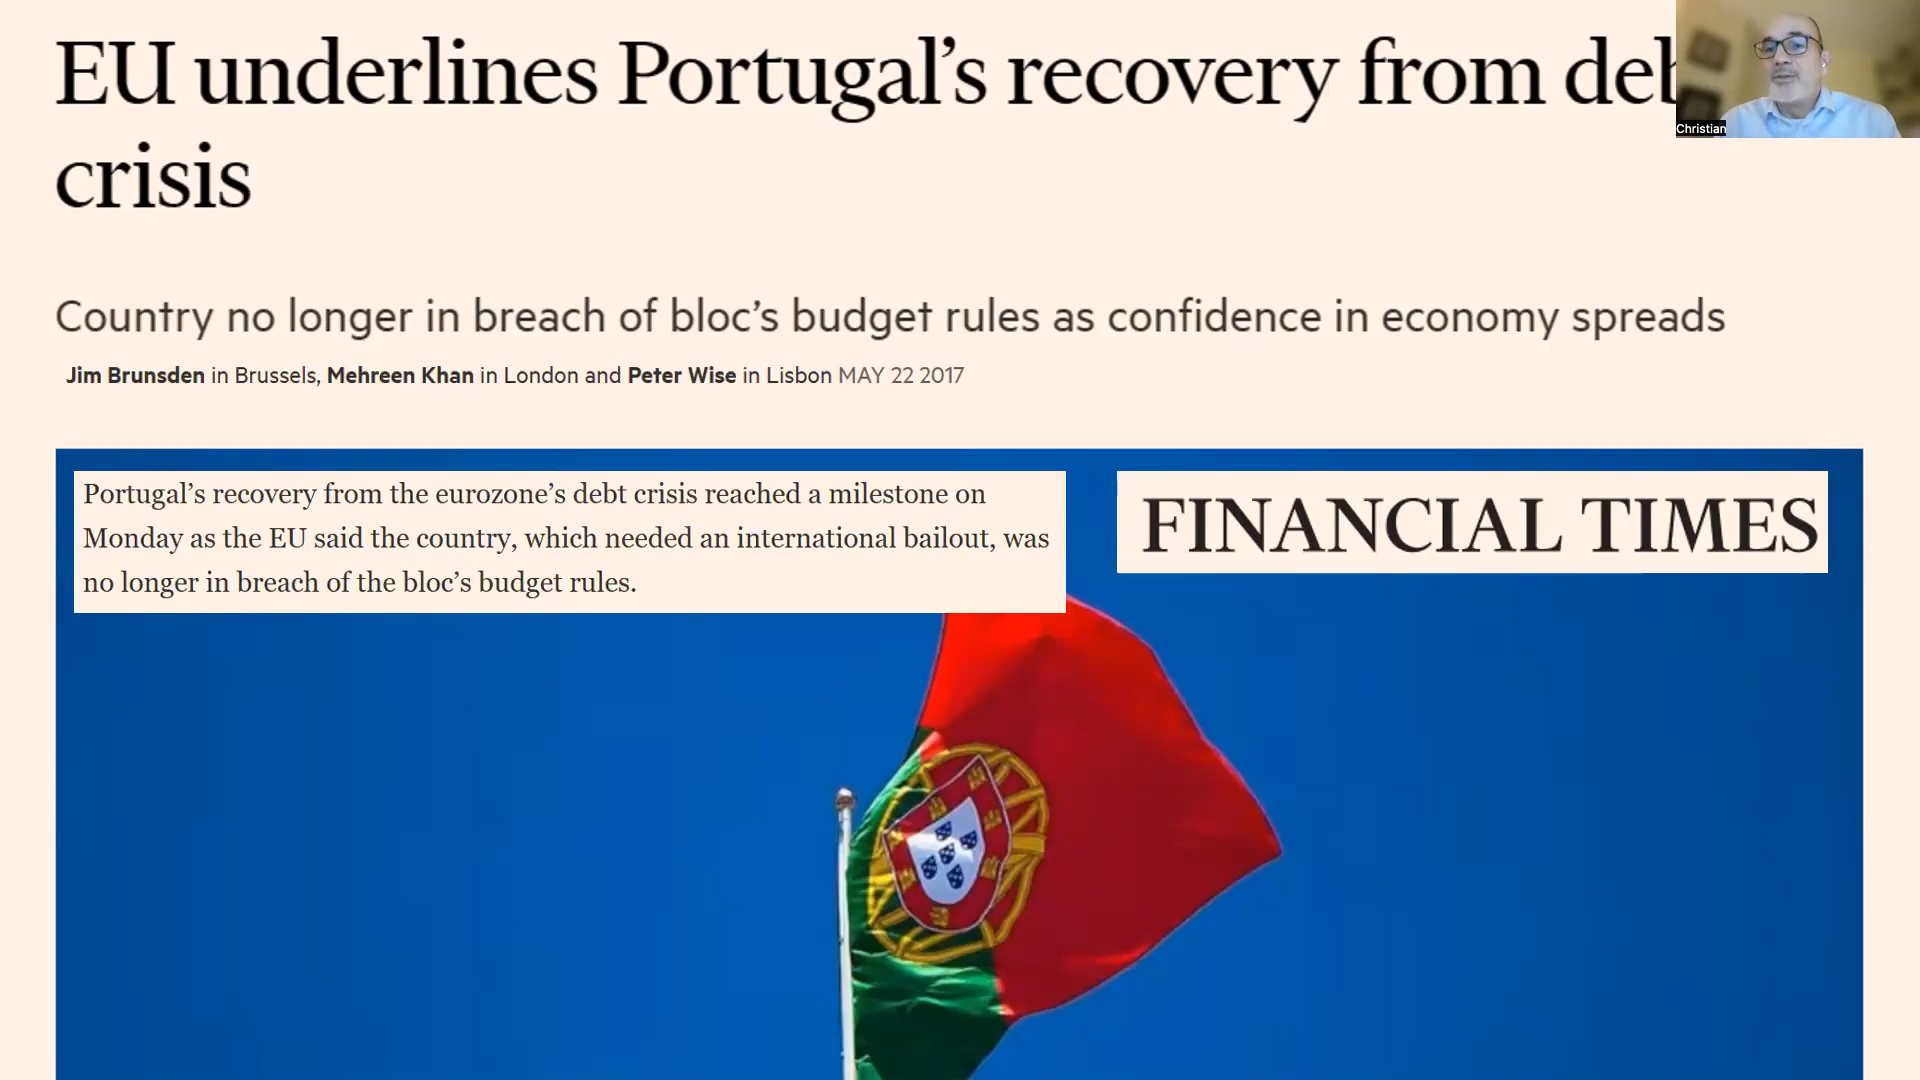 EU underlines Portugal’s recovery from deb
crisis
Christian
Country no longer in breach of bloc’s budget rules as confidence in economy spreads
Jim Brunsden in Brussels, Mehreen Khan in London and Peter Wise in Lisbon MAY 22 2017
Portugal’s recovery from the eurozone’s debt crisis reached a milestone on
Monday as the EU said the country, which needed an international bailout, was
no longer in breach of the bloc’s budget rules.
FINANCIAL TIMES